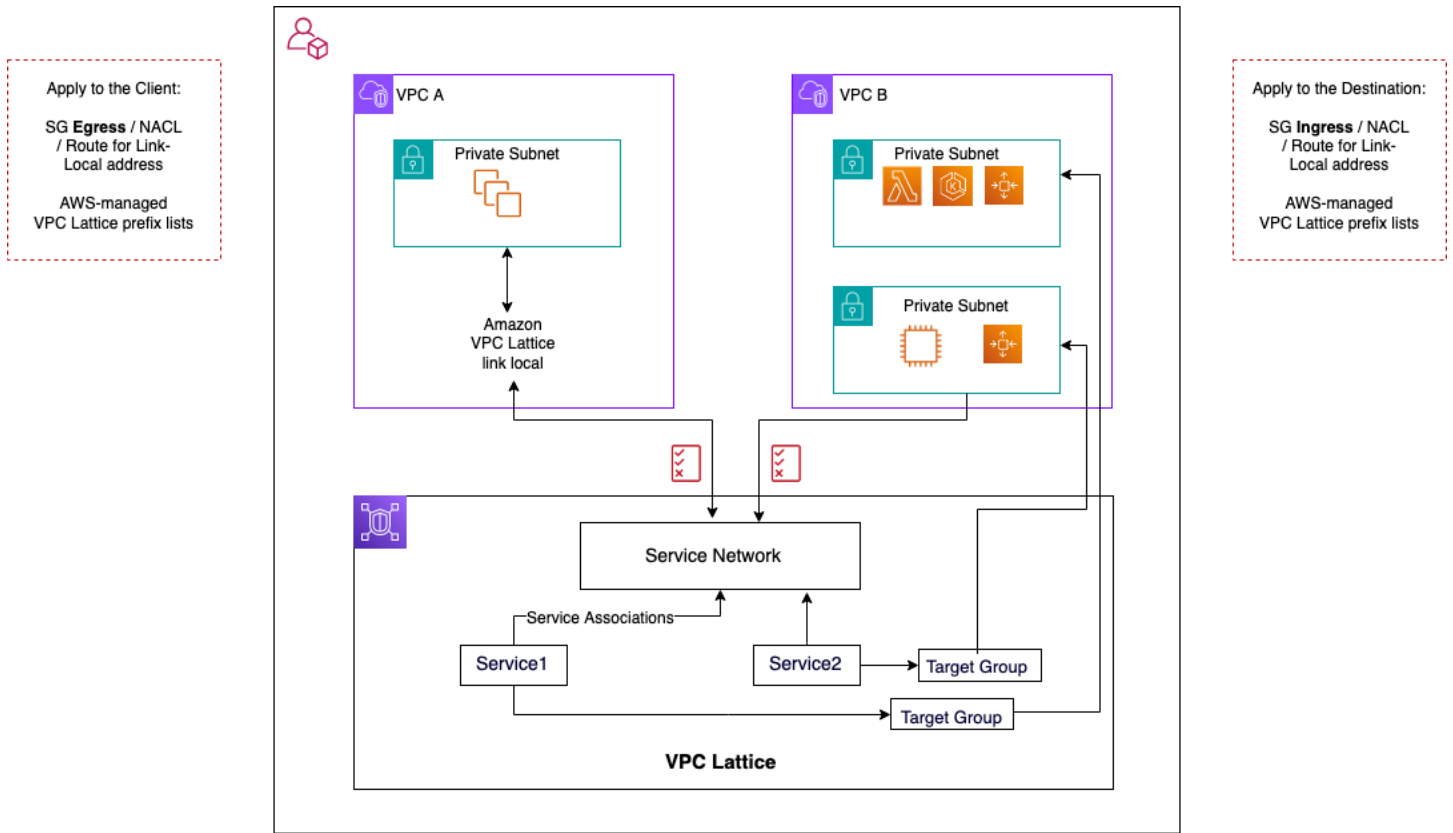 Apply to the Client:
SG Egress / NACL
/ Route for Link-
Local address
AWS-managed
VPC Lattice prefix lists
VPC A
Private Subnet
Amazon
VPC Lattice
link local
VPC B
Private Subnet
Private Subnet
Apply to the Destination:
SG Ingress / NACL
/ Route for Link-
Local address
AWS-managed
VPC Lattice prefix lists
Service Network
Service Associations
Service1
Service2
Target Group
Target Group
VPC Lattice